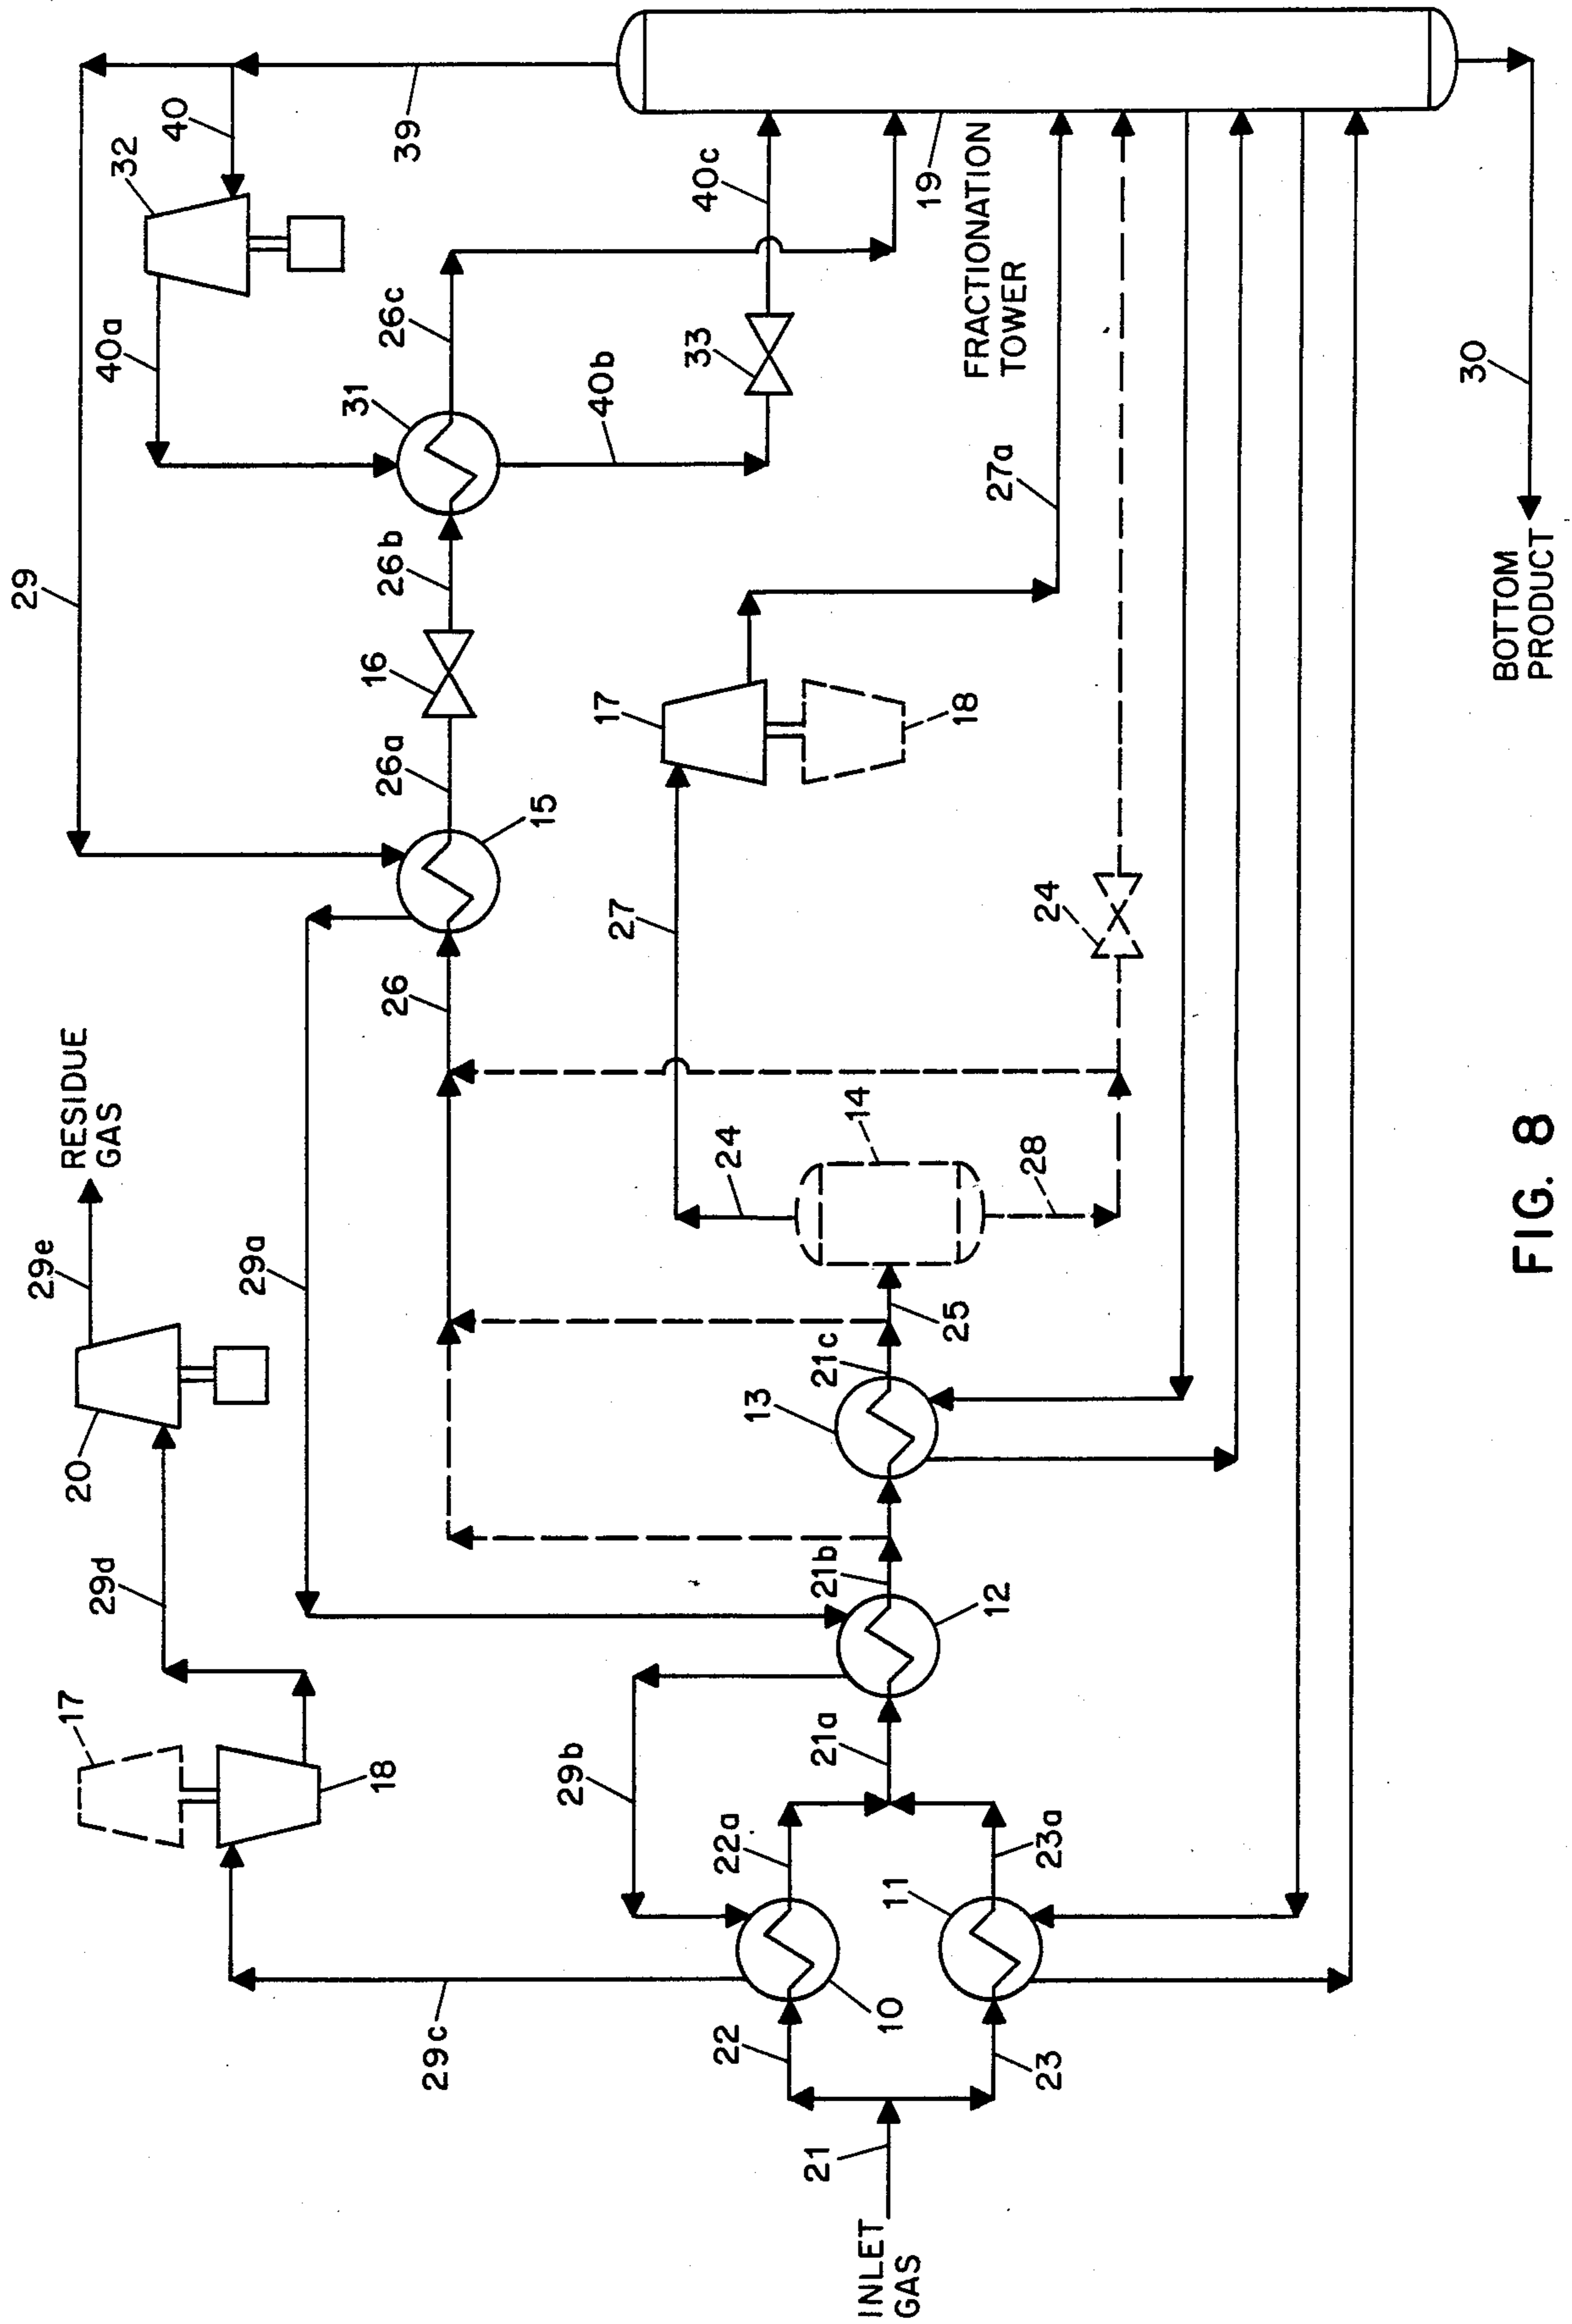 29
39
40
32
40a
31
26c
40b
33
40c
19
FRACTIONATION
TOWER
26b
16
26a
15
26
27a
17
18
27
24
RESIDUE
GAS
29e
20
29d
29a
24
14
28
25
21c
13
21b
12
21a
17
18
29b
22a
11
23a
10
29c
22
23
21
INLET
GAS
30
BOTTOM
PRODUCT
FIG. 8